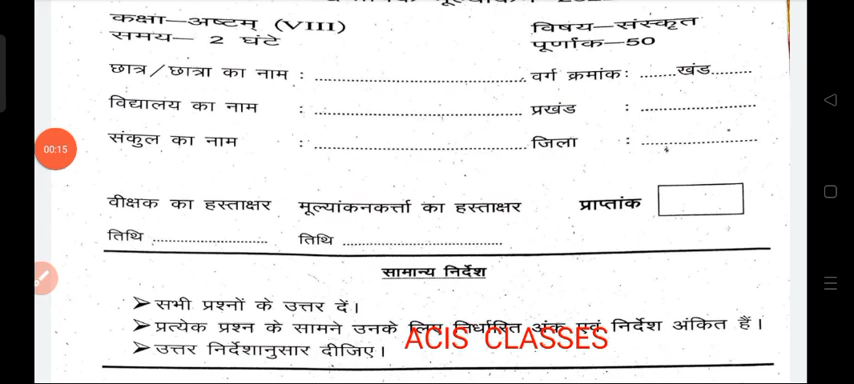 कक्षा—अष्टम् (VIII) विषय—संस्कृत
समय— 2 घंटे पूर्णांक—50
छात्र/छात्रा का नाम : ........................ वर्ग क्रमांक: .......खंड........
विद्यालय का नाम : ........................ प्रखंड : ........................
संकुल का नाम : ........................ जिला : ........................
00:15
वीक्षक का हस्ताक्षर मूल्यांकनकर्त्ता का हस्ताक्षर प्राप्तांक
तिथि ........................ तिथि ........................
सामान्य निर्देश
➤सभी प्रश्नों के उत्तर दें।
➤प्रत्येक प्रश्न के सामने उनके लिए निर्धारित अंक एवं निर्देश अंकित हैं।
➤उत्तर निर्देशानुसार दीजिए।
ACIS CLASSES